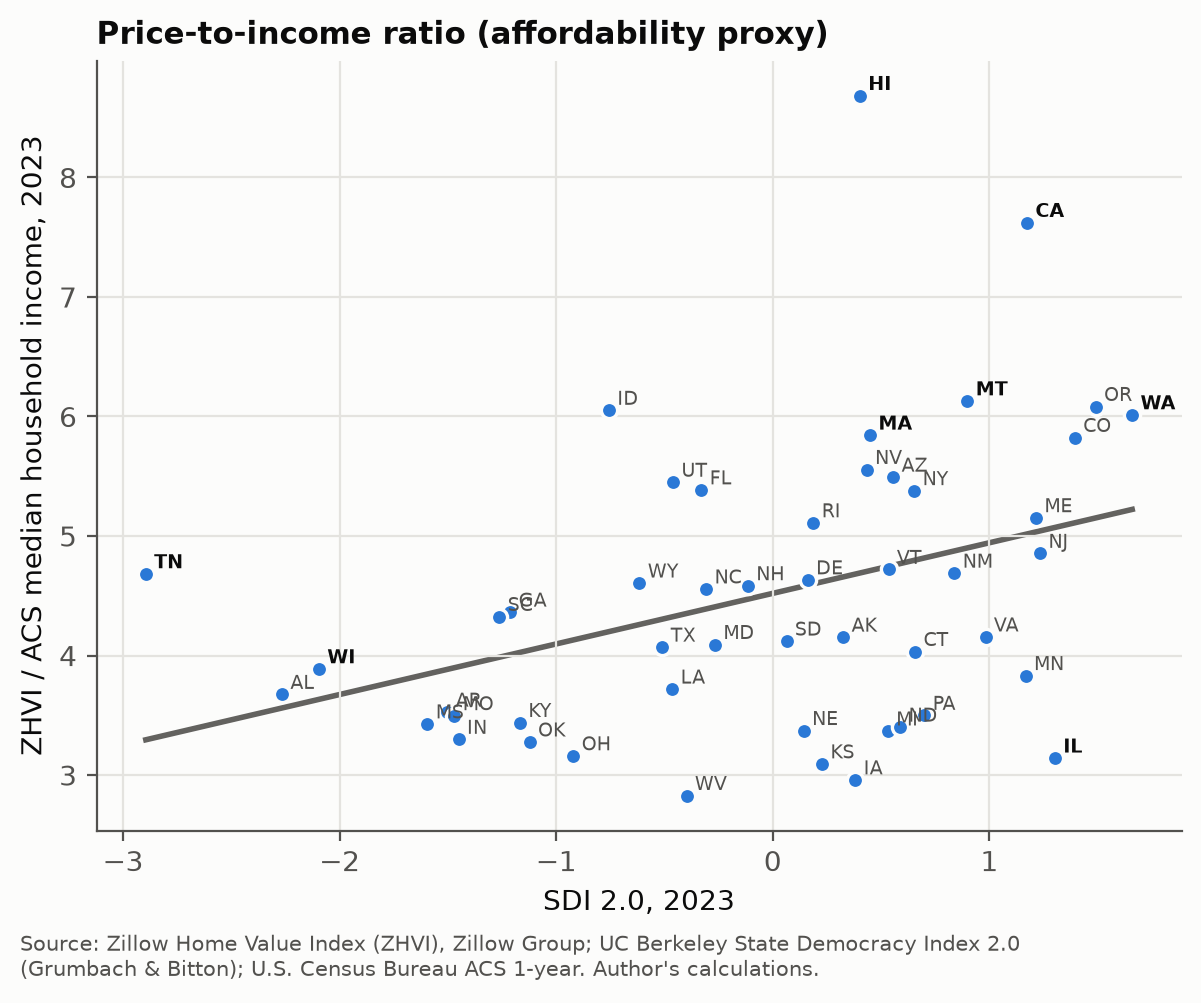 Price-to-income ratio (affordability proxy)
HI
8
CA
7
MT
OR
WA
ID
6
MA
CO
NV
AZ
UT
FL
NY
RI
ME
5
NJ
TN
VT
NM
DE
WY
NC
NH
GA
SC
TX
MD
SD
AK
VA
CT
4
WI
MN
AL
LA
AR
MO
MS
KY
PA
ND
MI
NE
IN
OK
OH
IL
KS
IA
3
WV
ZHVI / ACS median household income, 2023
−3
−2
−1
0
1
SDI 2.0, 2023
Source: Zillow Home Value Index (ZHVI), Zillow Group; UC Berkeley State Democracy Index 2.0
(Grumbach & Bitton); U.S. Census Bureau ACS 1-year. Author's calculations.